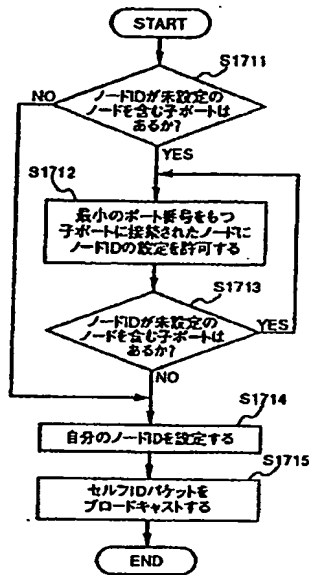 START
S1711
ノードIDが未設定の
ノードを含む子ポートは
あるか?
NO
YES
S1712
最小のポート番号をもつ
子ポートに接続されたノードに
ノードIDの設定を許可する
S1713
ノードIDが未設定の
ノードを含む子ポートは
あるか?
YES
NO
S1714
自分のノードIDを設定する
S1715
セルフIDパケットを
ブロードキャストする
END